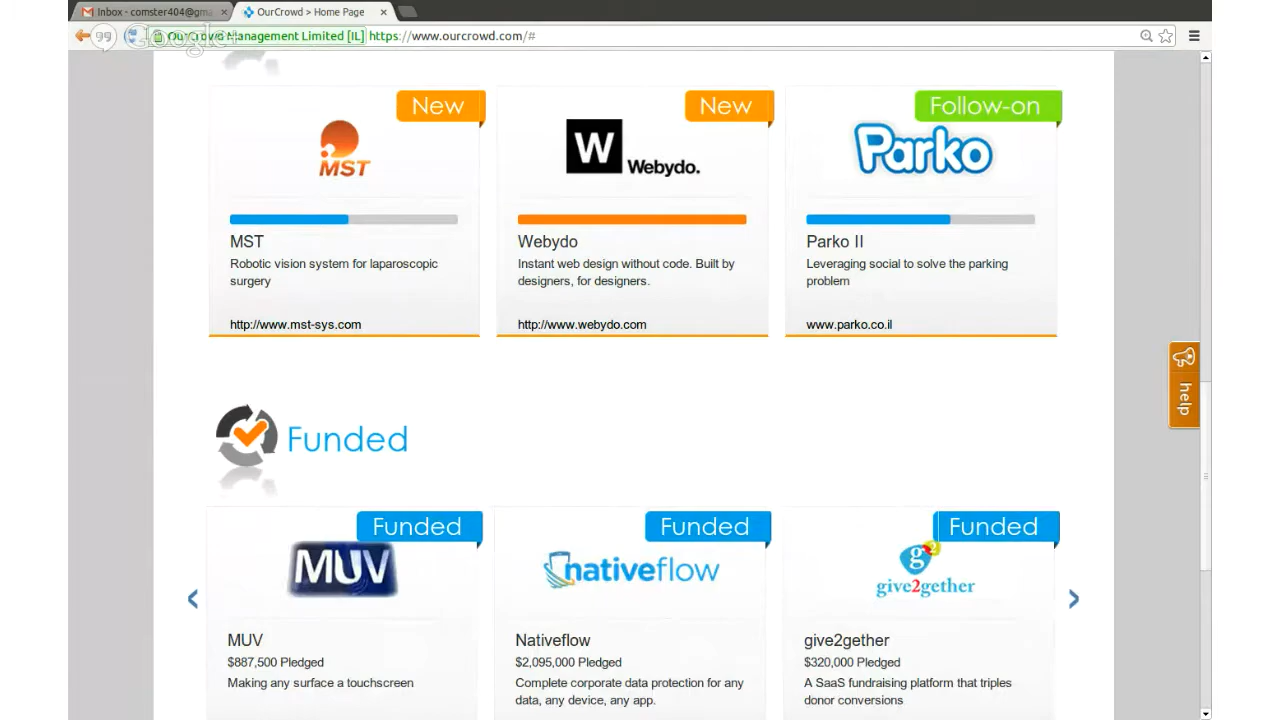 Inbox - comster404@gma
OurCrowd > Home Page
Google+
OurCrowd Management Limited [IL] https://www.ourcrowd.com/#
New
New
Follow-on
MST
W Webydo.
Parko
MST
Webydo
Parko II
Robotic vision system for laparoscopic
surgery
Instant web design without code. Built by
designers, for designers.
Leveraging social to solve the parking
problem
http://www.mst-sys.com
http://www.webydo.com
www.parko.co.il
help
Funded
Funded
Funded
Funded
MUV
nativeflow
g2
give2gether
MUV
Nativeflow
give2gether
$887,500 Pledged
$2,095,000 Pledged
$320,000 Pledged
Making any surface a touchscreen
Complete corporate data protection for any
data, any device, any app.
A SaaS fundraising platform that triples
donor conversions